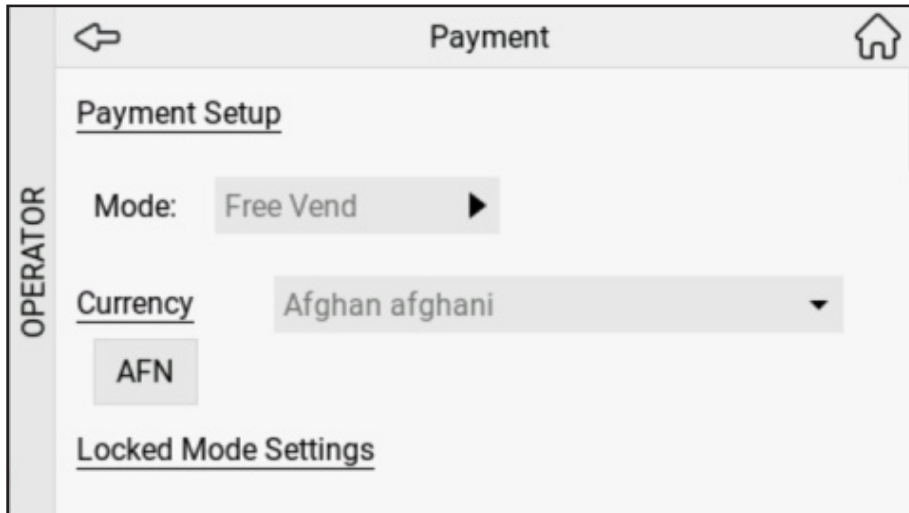 Payment
OPERATOR
Payment Setup
Mode: Free Vend
Currency Afghan afghani
AFN
Locked Mode Settings